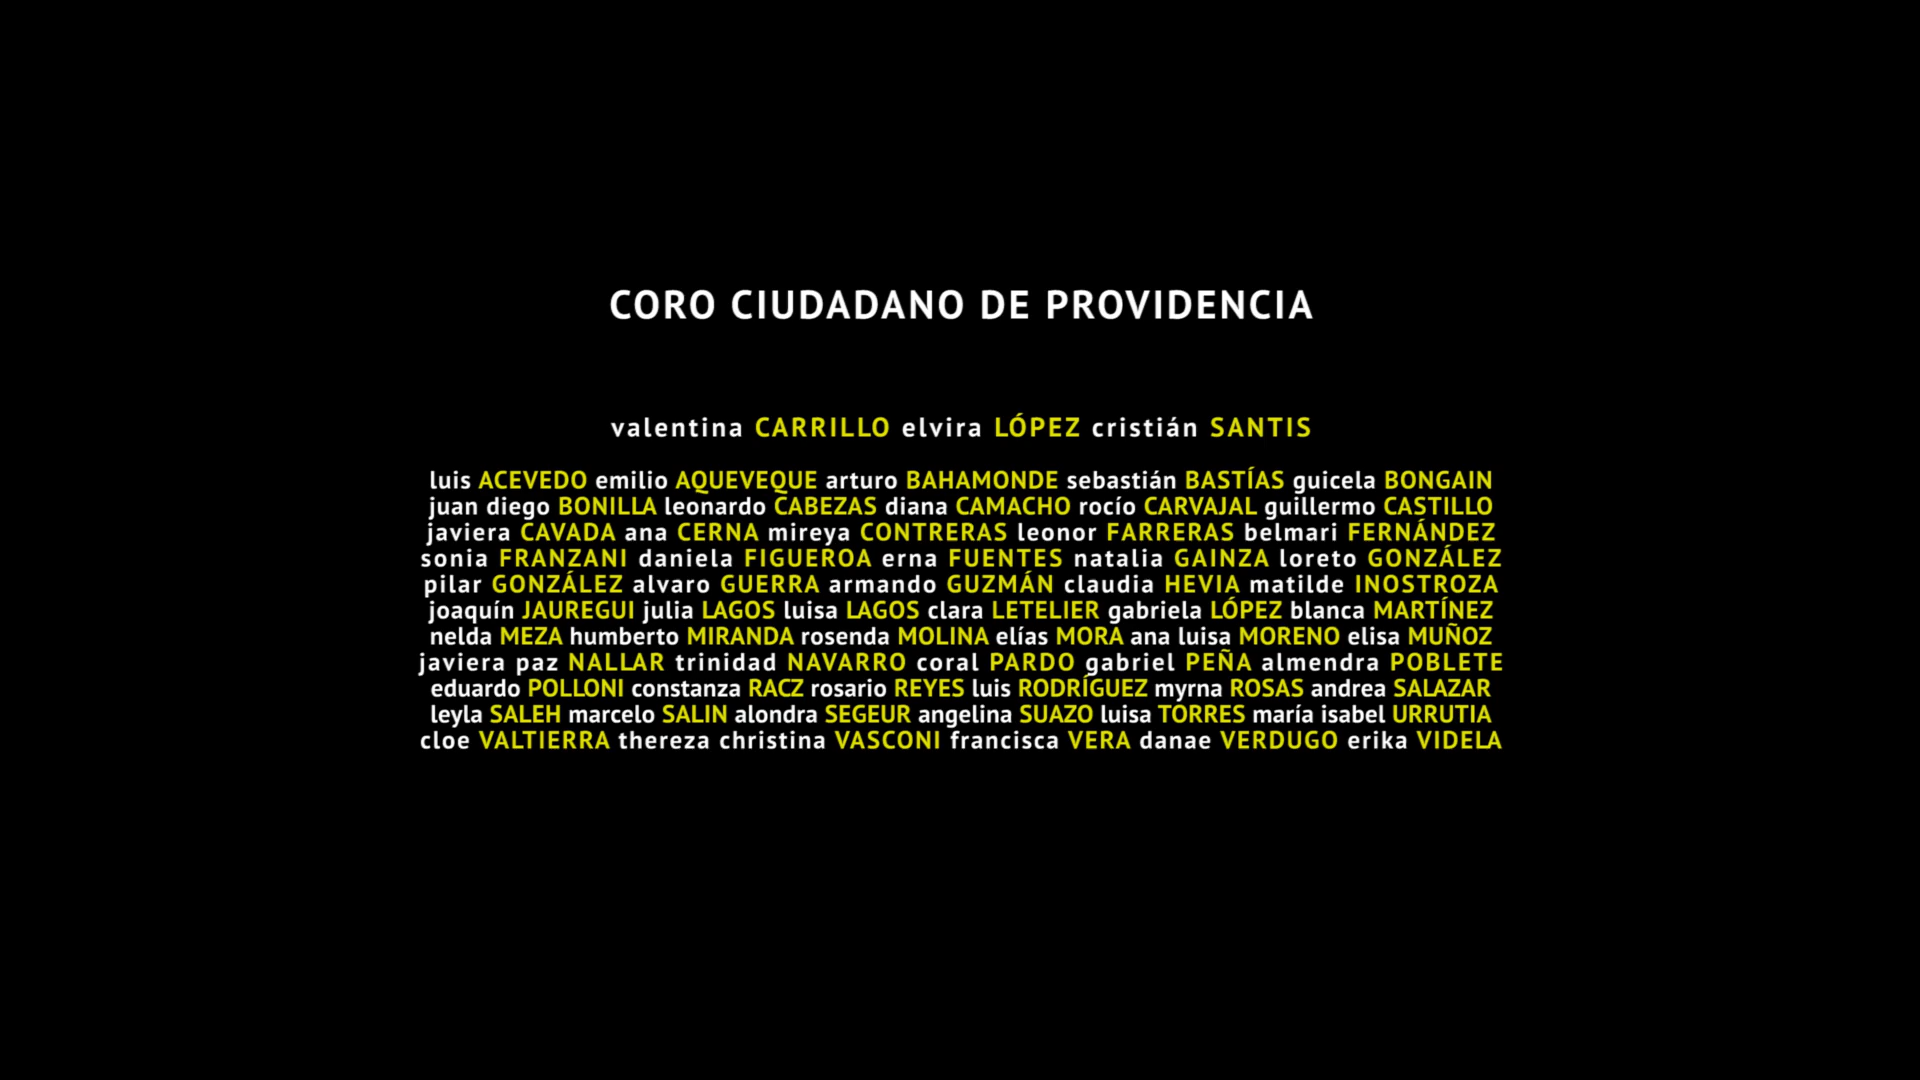 CORO CIUDADANO DE PROVIDENCIA
valentina CARRILLO elvira LÓPEZ cristián SANTIS
luis ACEVEDO emilio AQUEVEQUE arturo BAHAMONDE sebastián BASTÍAS guicela BONGAIN
juan diego BONILLA leonardo CABEZAS diana CAMACHO rocío CARVAJAL guillermo CASTILLO
javiera CAVADA ana CERNA mireya CONTRERAS leonor FARRERAS belmari FERNÁNDEZ
sonia FRANZANI daniela FIGUEROA erna FUENTES natalia GAINZA loreto GONZÁLEZ
pilar GONZÁLEZ alvaro GUERRA armando GUZMÁN claudia HEVIA matilde INOSTROZA
joaquín JAUREGUI julia LAGOS luisa LAGOS clara LETELIER gabriela LÓPEZ blanca MARTÍNEZ
nelda MEZA humberto MIRANDA rosenda MOLINA elías MORA ana luisa MORENO elisa MUÑOZ
javiera paz NALLAR trinidad NAVARRO coral PARDO gabriel PEÑA almendra POBLETE
eduardo POLLONI constanza RACZ rosario REYES luis RODRÍGUEZ myrna ROSAS andrea SALAZAR
leyla SALEH marcelo SALIN alondra SEGEUR angelina SUAZO luisa TORRES maría isabel URRUTIA
cloe VALTIERRA thereza christina VASCONI francisca VERA danae VERDUGO erika VIDELA